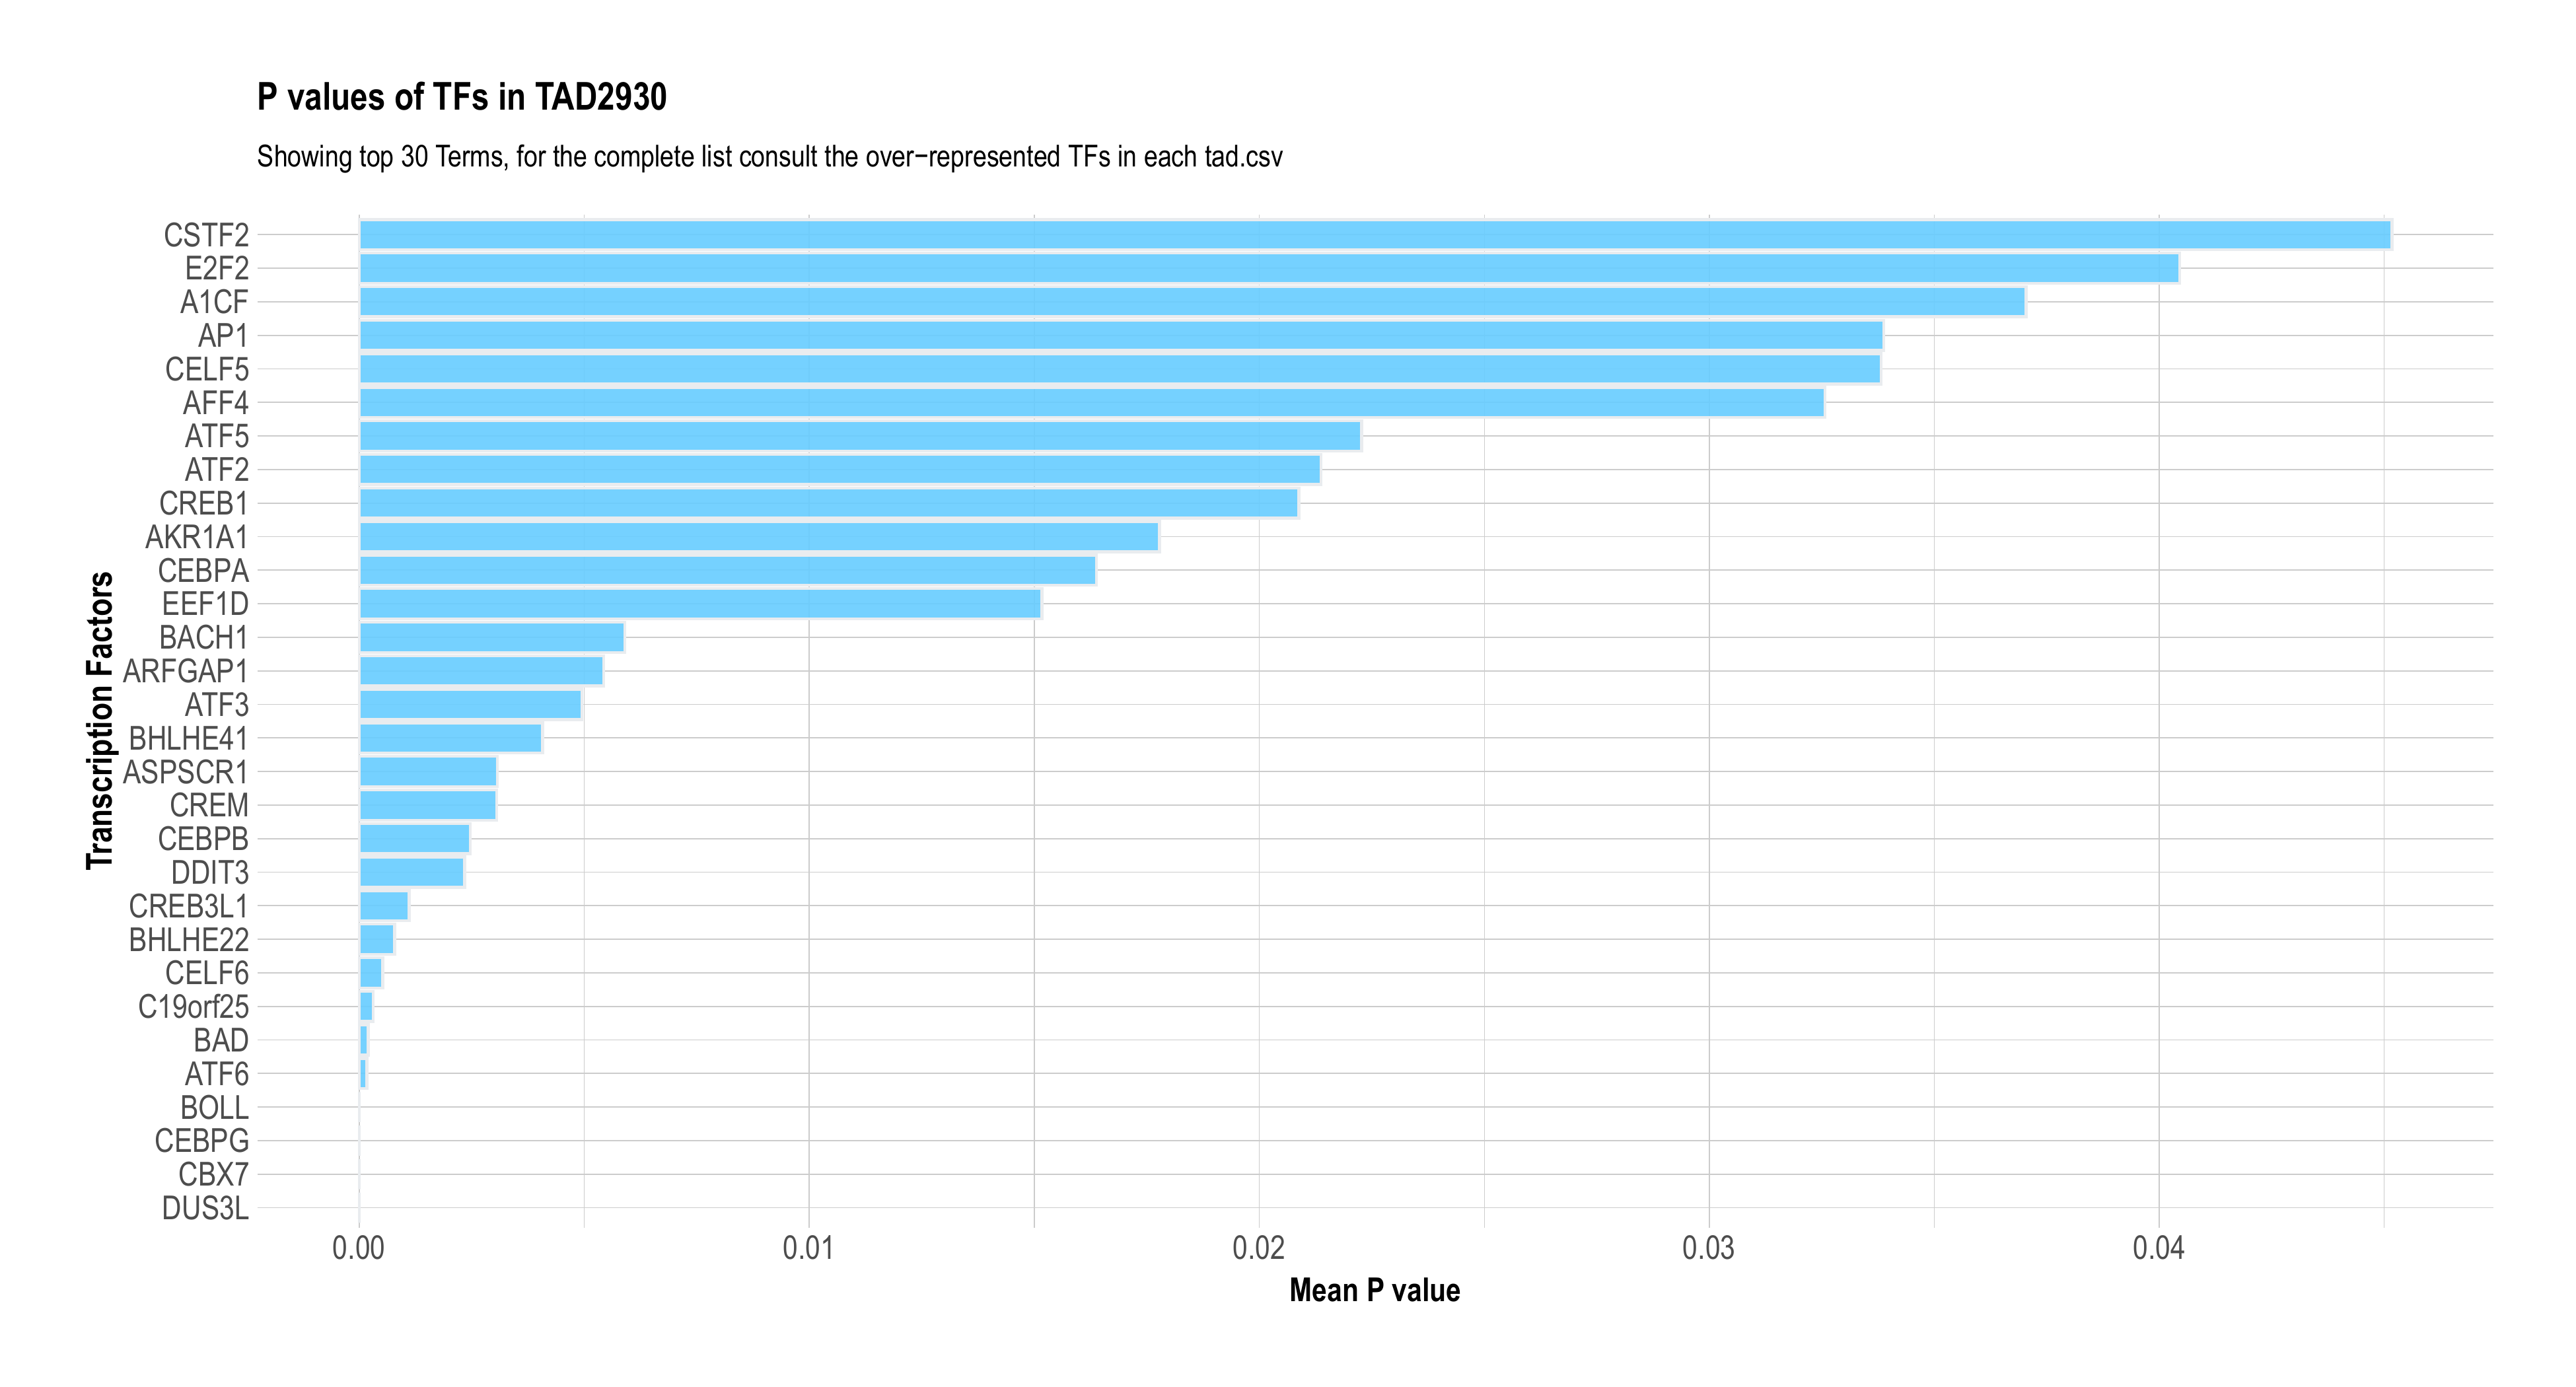 P values of TFs in TAD2930
Showing top 30 Terms, for the complete list consult the over−represented TFs in each tad.csv
Transcription Factors
CSTF2
E2F2
A1CF
AP1
CELF5
AFF4
ATF5
ATF2
CREB1
AKR1A1
CEBPA
EEF1D
BACH1
ARFGAP1
ATF3
BHLHE41
ASPSCR1
CREM
CEBPB
DDIT3
CREB3L1
BHLHE22
CELF6
C19orf25
BAD
ATF6
BOLL
CEBPG
CBX7
DUS3L
0.00 0.01 0.02 0.03 0.04
Mean P value